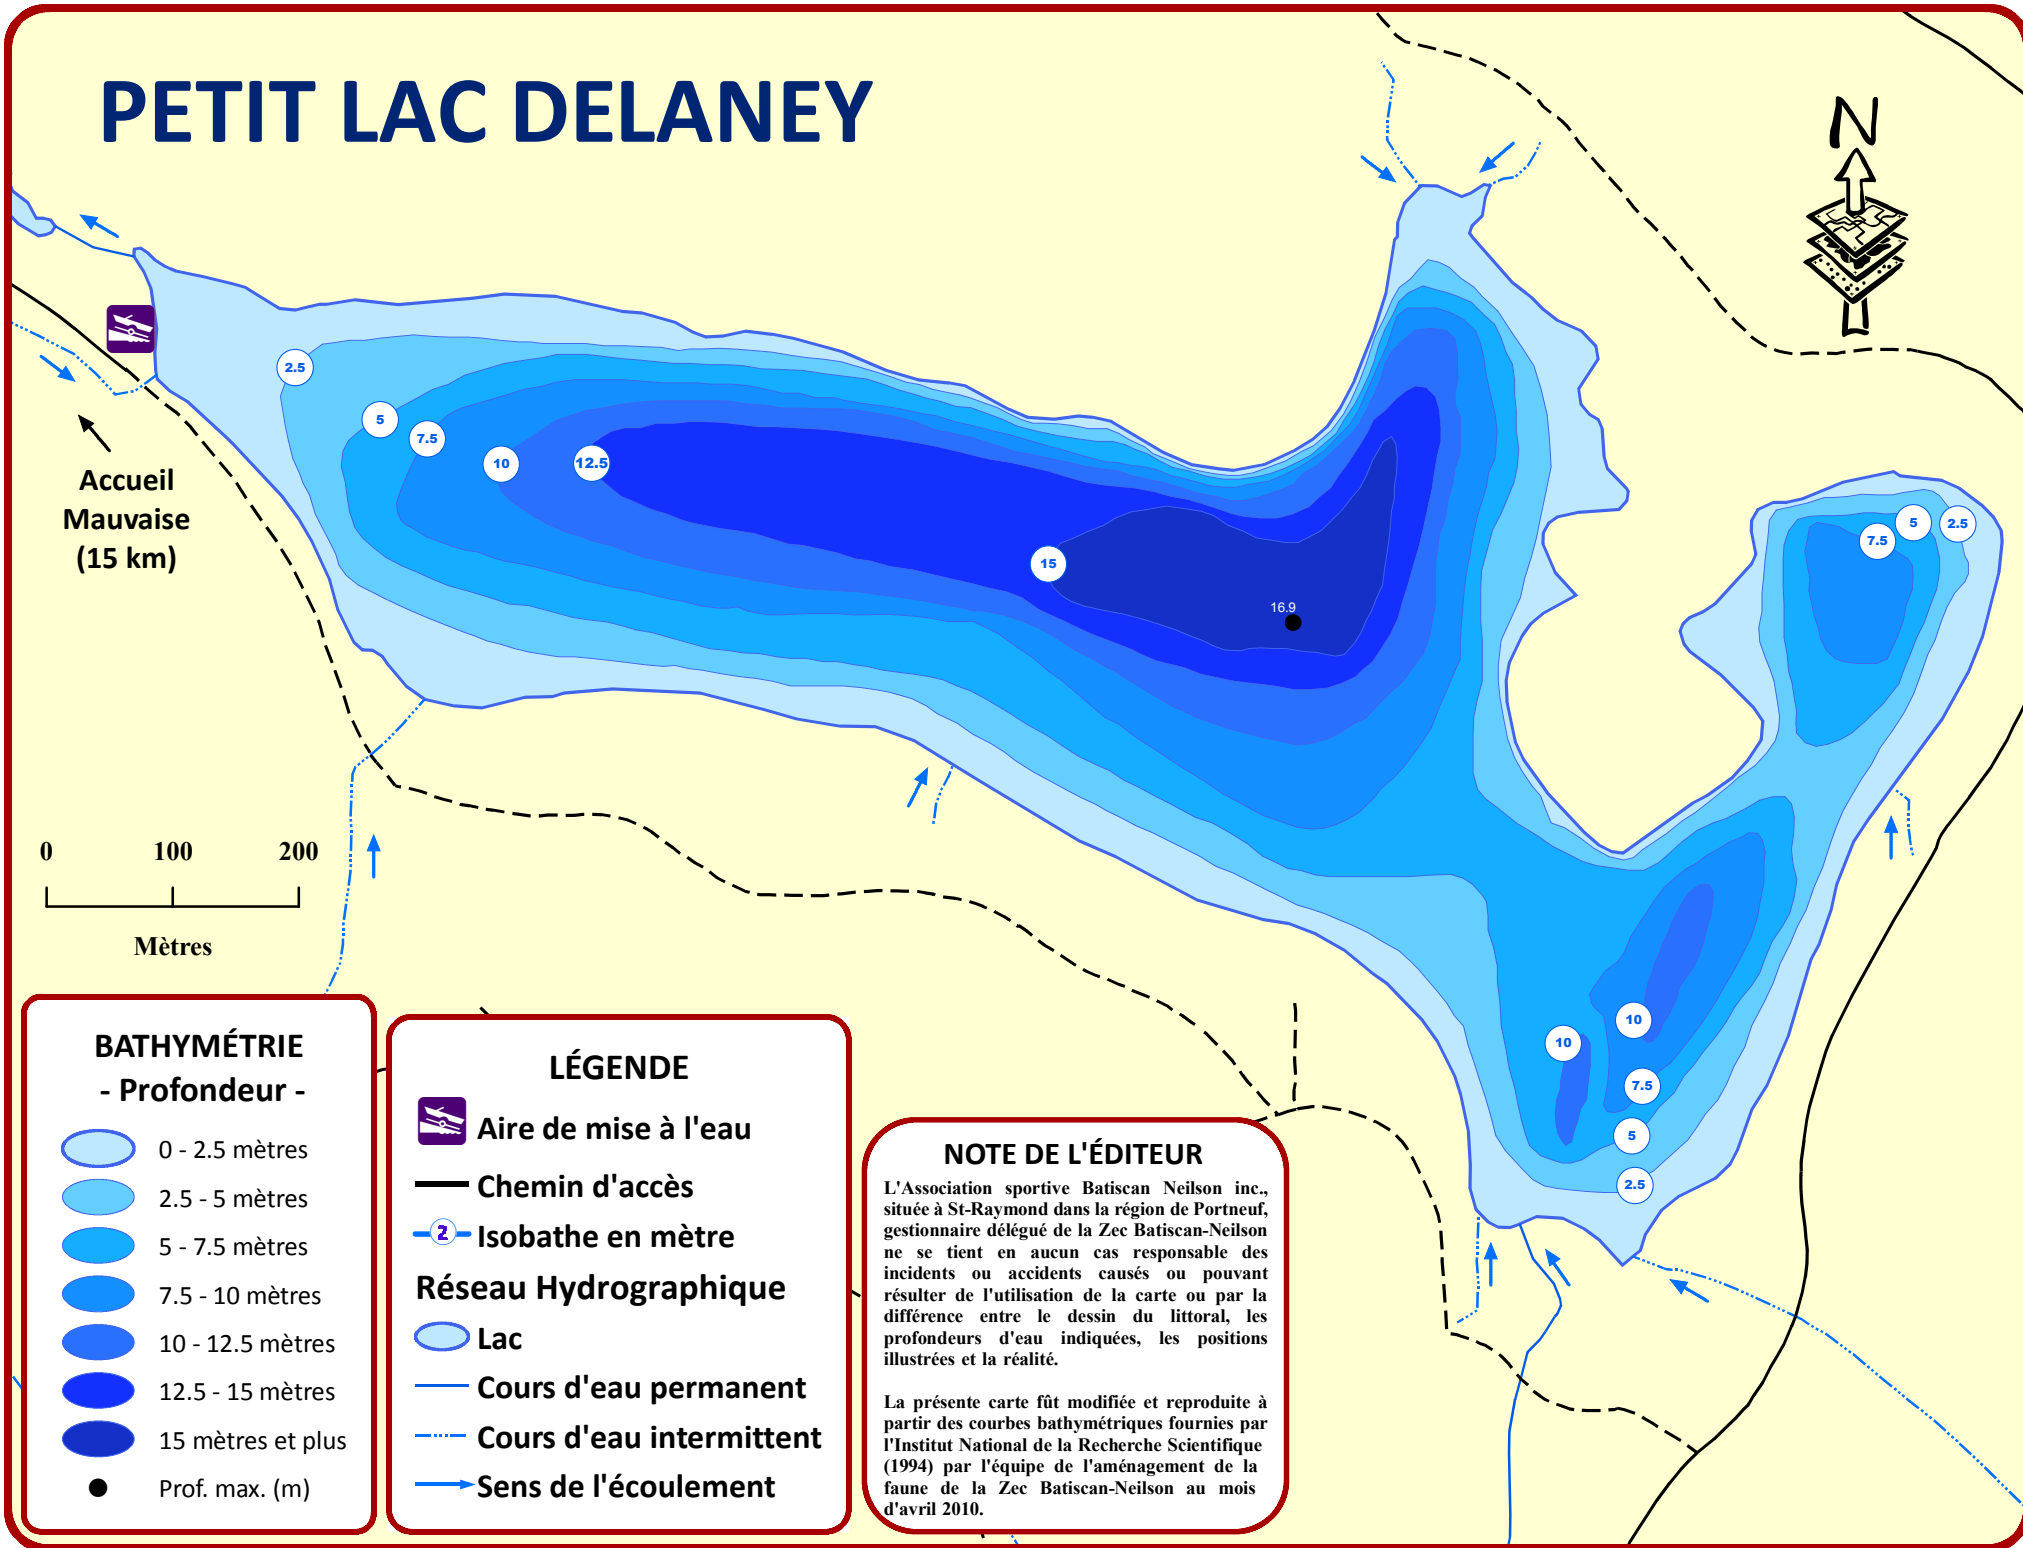 PETIT LAC DELANEY
N
2.5
5
7.5
10
12.5
15
16.9
7.5
5
2.5
Accueil
Mauvaise
(15 km)
0 100 200
Mètres
10
10
7.5
5
2.5
BATHYMÉTRIE
- Profondeur -
0 - 2.5 mètres
2.5 - 5 mètres
5 - 7.5 mètres
7.5 - 10 mètres
10 - 12.5 mètres
12.5 - 15 mètres
15 mètres et plus
Prof. max. (m)
LÉGENDE
Aire de mise à l'eau
Chemin d'accès
2 Isobathe en mètre
Réseau Hydrographique
Lac
Cours d'eau permanent
Cours d'eau intermittent
Sens de l'écoulement
NOTE DE L'ÉDITEUR
L'Association sportive Batiscan Neilson inc.,
située à St-Raymond dans la région de Portneuf,
gestionnaire délégué de la Zec Batiscan-Neilson
ne se tient en aucun cas responsable des
incidents ou accidents causés ou pouvant
résulter de l'utilisation de la carte ou par la
différence entre le dessin du littoral, les
profondeurs d'eau indiquées, les positions
illustrées et la réalité.
La présente carte fût modifiée et reproduite à
partir des courbes bathymétriques fournies par
l'Institut National de la Recherche Scientifique
(1994) par l'équipe de l'aménagement de la
faune de la Zec Batiscan-Neilson au mois
d'avril 2010.